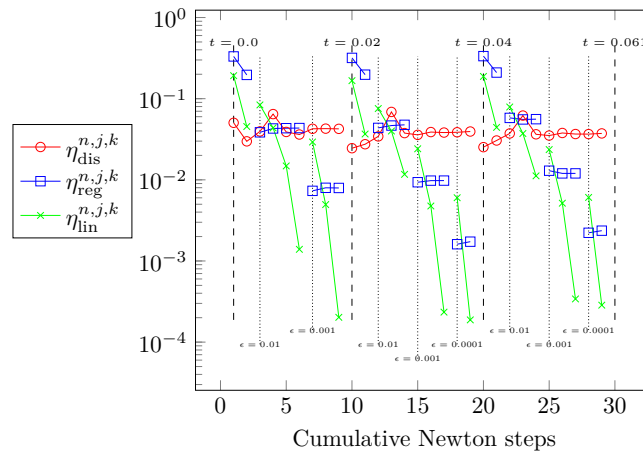 10^0
10^{-1}
10^{-2}
10^{-3}
10^{-4}
t = 0.0
t = 0.02
t = 0.04
t = 0.061
η_dis^{n,j,k}
η_reg^{n,j,k}
η_lin^{n,j,k}
ϵ = 0.01
ϵ = 0.001
ϵ = 0.01
ϵ = 0.001
ϵ = 0.0001
ϵ = 0.01
ϵ = 0.001
ϵ = 0.0001
0 5 10 15 20 25 30
Cumulative Newton steps